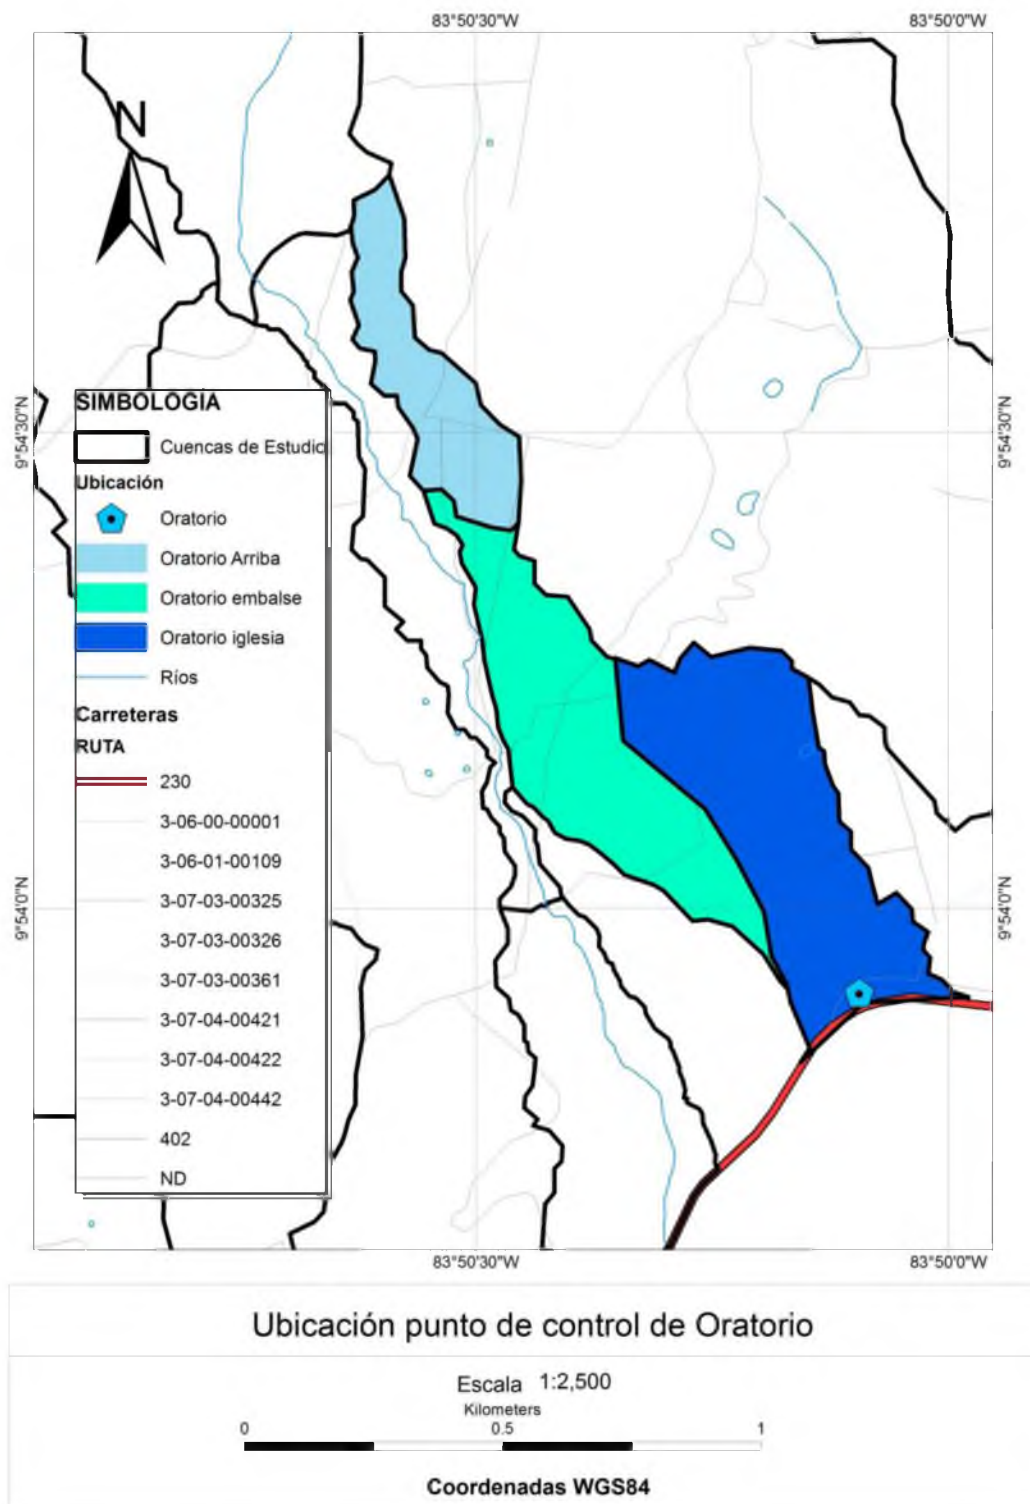 83°50'30"W
83°50'0"W
N
9°54'30"N
9°54'30"N
SIMBOLOGÍA
Cuencas de Estudio
Ubicación
Oratorio
Oratorio Arriba
Oratorio embalse
Oratorio iglesia
Ríos
Carreteras
RUTA
230
3-06-00-00001
3-06-01-00109
3-07-03-00325
3-07-03-00326
3-07-03-00361
3-07-04-00421
3-07-04-00422
3-07-04-00442
402
ND
9°54'0"N
9°54'0"N
83°50'30"W
83°50'0"W
Ubicación punto de control de Oratorio
Escala 1:2,500
Kilometers
0 0.5 1
Coordenadas WGS84